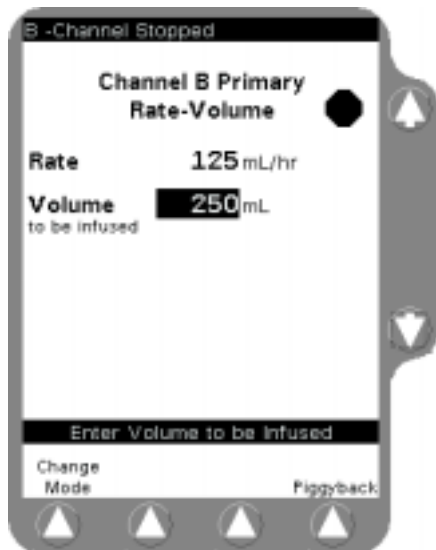 B -Channel Stopped
Channel B Primary
Rate-Volume
Rate 125 mL/hr
Volume 250 mL
to be infused
Enter Volume to be Infused
Change
Mode Piggyback